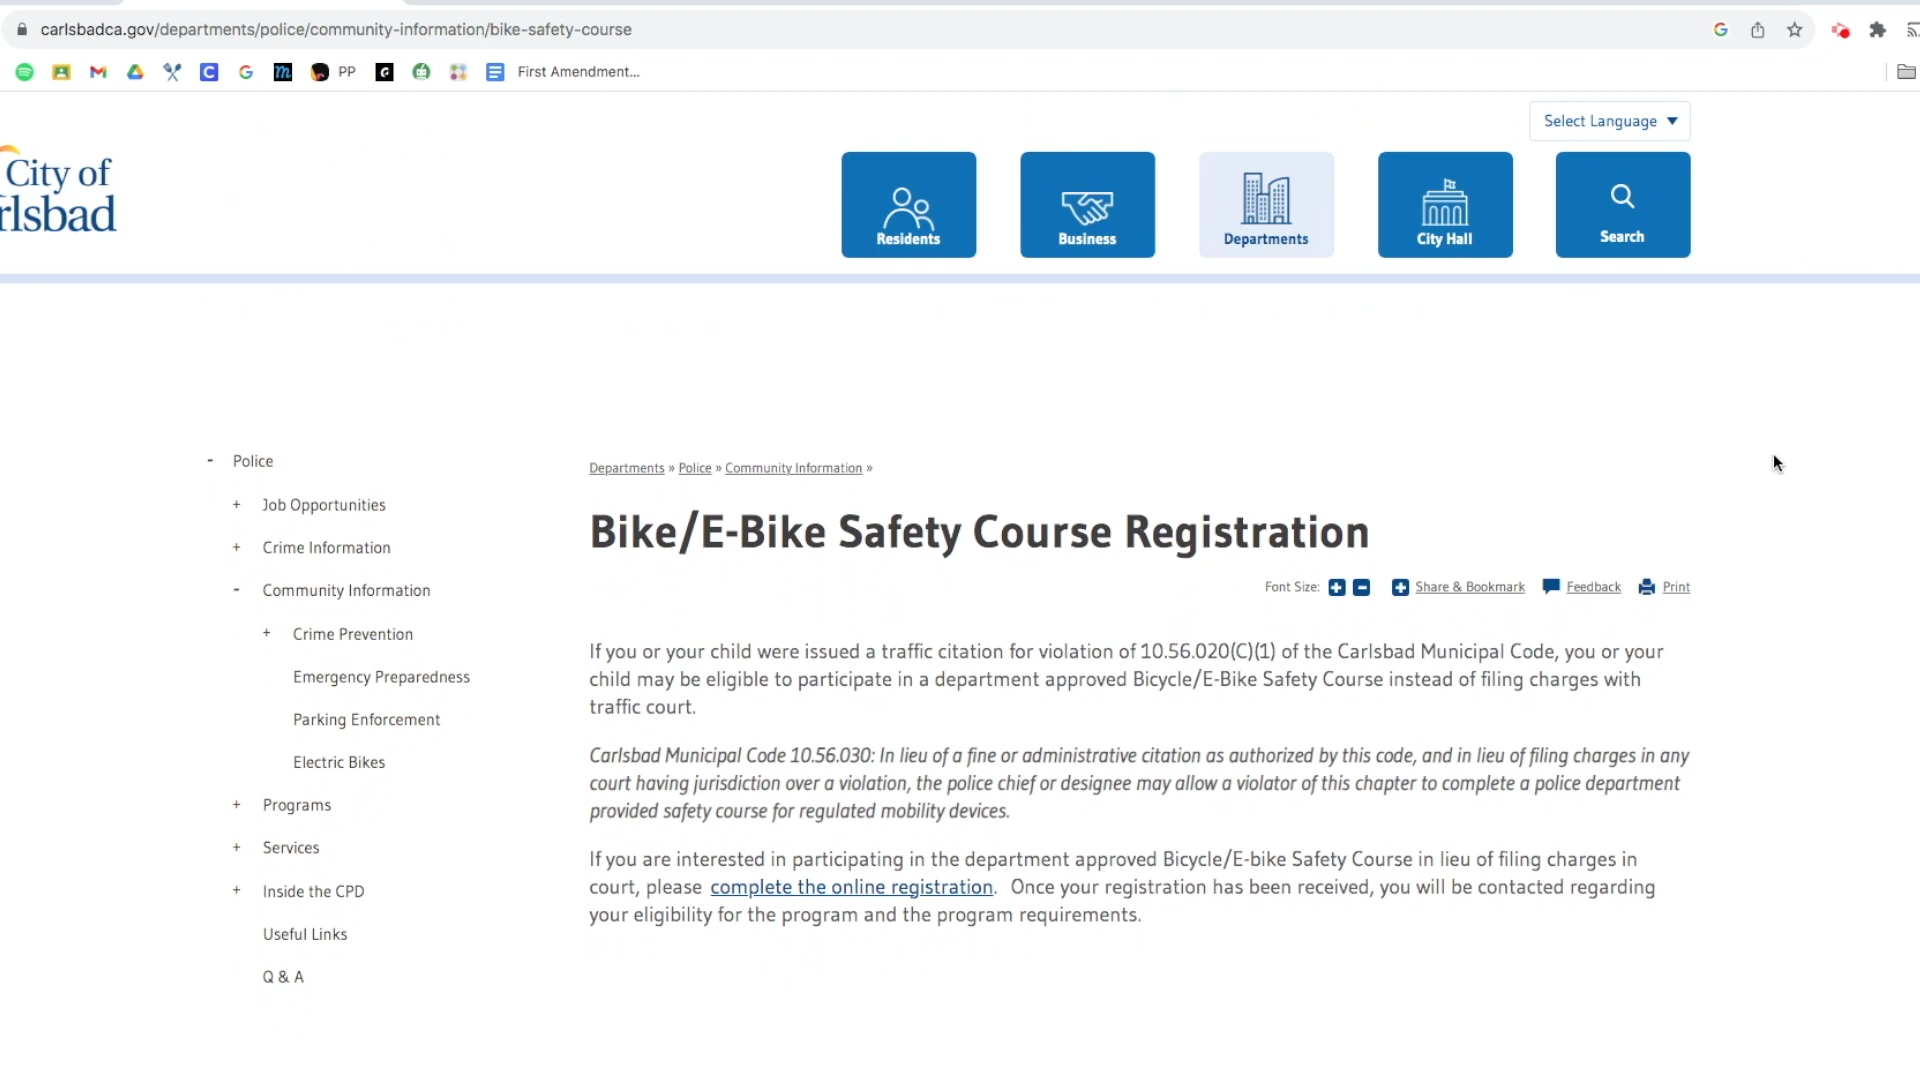 carlsbadca.gov/departments/police/community-information/bike-safety-course
PP
First Amendment...
Select Language
City of
rlsbad
Residents
Business
Departments
City Hall
Search
- Police
+ Job Opportunities
+ Crime Information
- Community Information
+ Crime Prevention
Emergency Preparedness
Parking Enforcement
Electric Bikes
+ Programs
+ Services
+ Inside the CPD
Useful Links
Q & A
Departments » Police » Community Information »
Bike/E-Bike Safety Course Registration
Font Size: + - + Share & Bookmark Feedback Print
If you or your child were issued a traffic citation for violation of 10.56.020(C)(1) of the Carlsbad Municipal Code, you or your
child may be eligible to participate in a department approved Bicycle/E-Bike Safety Course instead of filing charges with
traffic court.
Carlsbad Municipal Code 10.56.030: In lieu of a fine or administrative citation as authorized by this code, and in lieu of filing charges in any
court having jurisdiction over a violation, the police chief or designee may allow a violator of this chapter to complete a police department
provided safety course for regulated mobility devices.
If you are interested in participating in the department approved Bicycle/E-bike Safety Course in lieu of filing charges in
court, please complete the online registration. Once your registration has been received, you will be contacted regarding
your eligibility for the program and the program requirements.